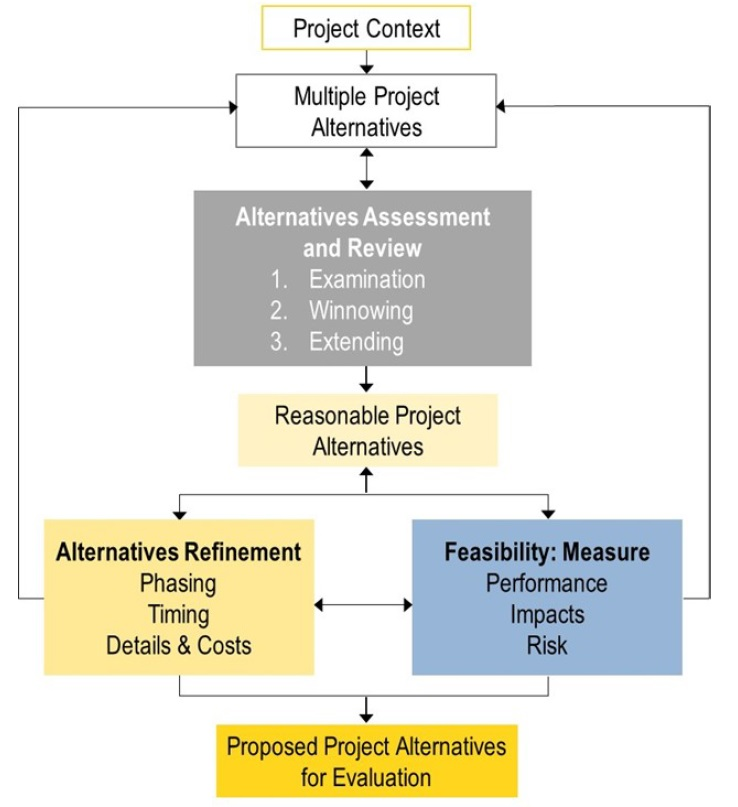 Project Context
Multiple Project
Alternatives
Alternatives Assessment
and Review
1. Examination
2. Winnowing
3. Extending
Reasonable Project
Alternatives
Alternatives Refinement
Phasing
Timing
Details & Costs
Feasibility: Measure
Performance
Impacts
Risk
Proposed Project Alternatives
for Evaluation